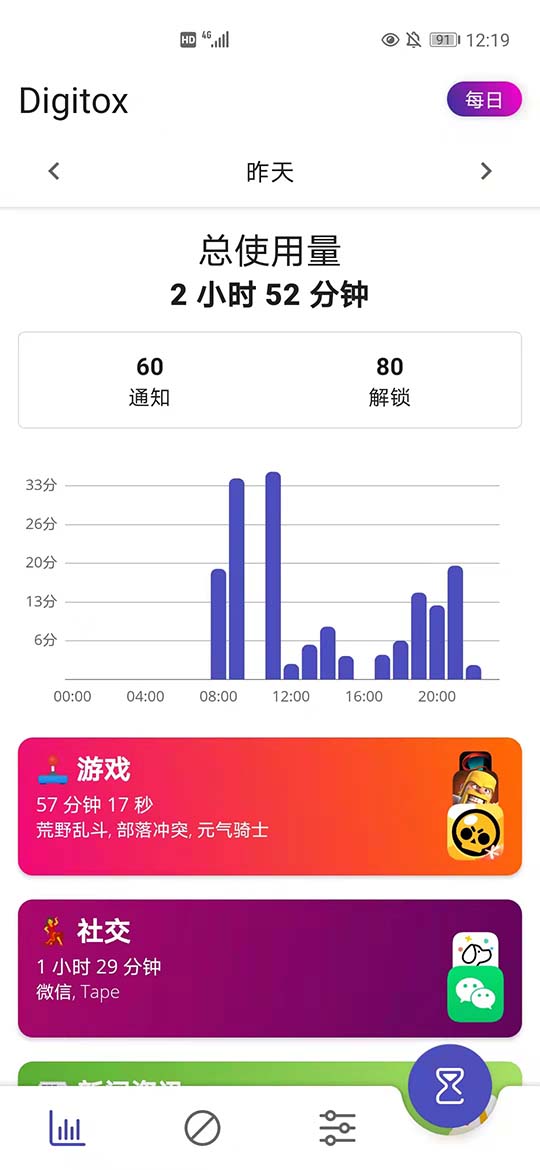 HD 4G 91 12:19
Digitox
每日
昨天
总使用量
2 小时 52 分钟
60 80
通知 解锁
33分
26分
20分
13分
6分
00:00 04:00 08:00 12:00 16:00 20:00
游戏
57 分钟 17 秒
荒野乱斗, 部落冲突, 元气骑士
社交
1 小时 29 分钟
微信, Tape
新闻资讯